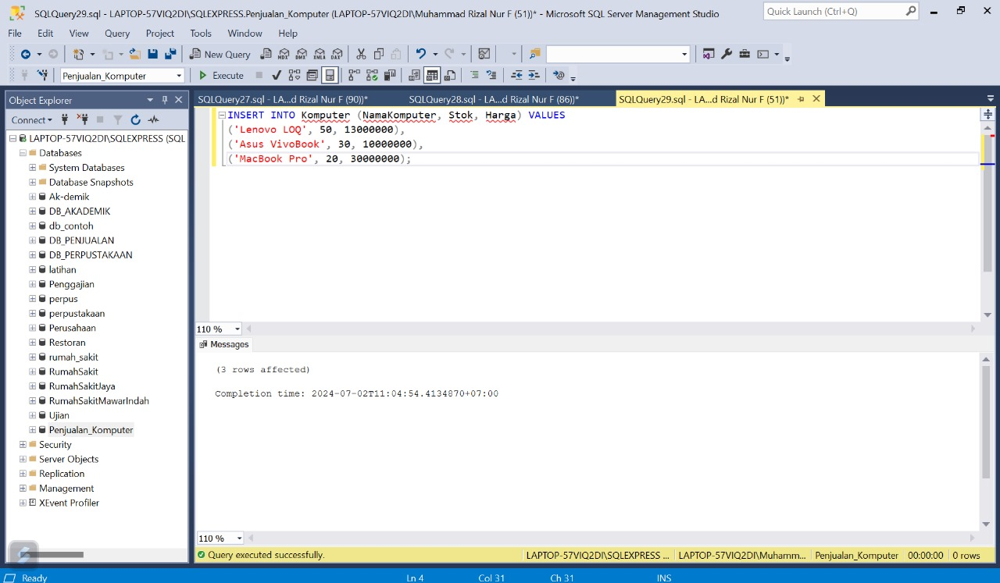 SQLQuery29.sql - LAPTOP-57VIQ2DI\SQLEXPRESS.Penjualan_Komputer (LAPTOP-57VIQ2DI\Muhammad Rizal Nur F (51))* - Microsoft SQL Server Management Studio
Quick Launch (Ctrl+Q)
File Edit View Query Project Tools Window Help
New Query MDX DMX XMLA DAX
Penjualan_Komputer Execute
Object Explorer
SQLQuery27.sql - LA...d Rizal Nur F (90))* SQLQuery28.sql - LA...d Rizal Nur F (86))* SQLQuery29.sql - LA...d Rizal Nur F (51))*
Connect
LAPTOP-57VIQ2DI\SQLEXPRESS (SQL
Databases
System Databases
Database Snapshots
Ak-demik
DB_AKADEMIK
db_contoh
DB_PENJUALAN
DB_PERPUSTAKAAN
latihan
Penggajian
perpus
perpustakaan
Perusahaan
Restoran
rumah_sakit
RumahSakit
RumahSakitJaya
RumahSakitMawarIndah
Ujian
Penjualan_Komputer
Security
Server Objects
Replication
Management
XEvent Profiler
INSERT INTO Komputer (NamaKomputer, Stok, Harga) VALUES
('Lenovo LOQ', 50, 13000000),
('Asus VivoBook', 30, 10000000),
('MacBook Pro', 20, 30000000);
110 %
Messages
(3 rows affected)
Completion time: 2024-07-02T11:04:54.4134870+07:00
110 %
Query executed successfully. LAPTOP-57VIQ2DI\SQLEXPRESS ... LAPTOP-57VIQ2DI\Muhamm... Penjualan_Komputer 00:00:00 0 rows
Ready Ln 4 Col 31 Ch 31 INS